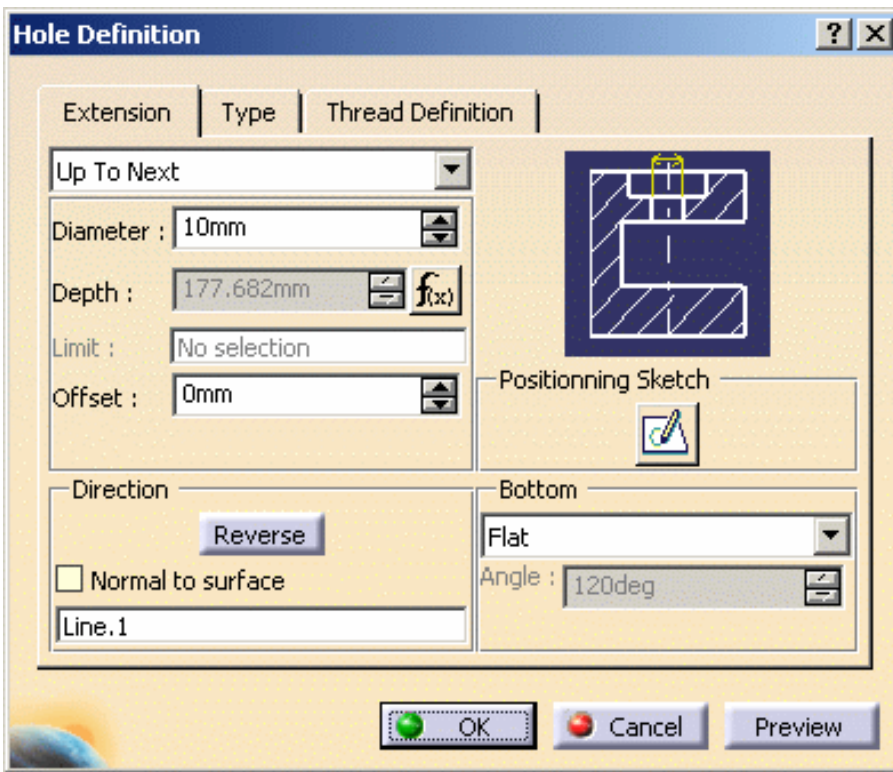 Hole Definition
? X
Extension
Type
Thread Definition
Up To Next
Diameter : 10mm
Depth : 177.682mm f(x)
Limit : No selection
Offset : 0mm
Positionning Sketch
Direction
Reverse
Normal to surface
Line.1
Bottom
Flat
Angle : 120deg
OK
Cancel
Preview